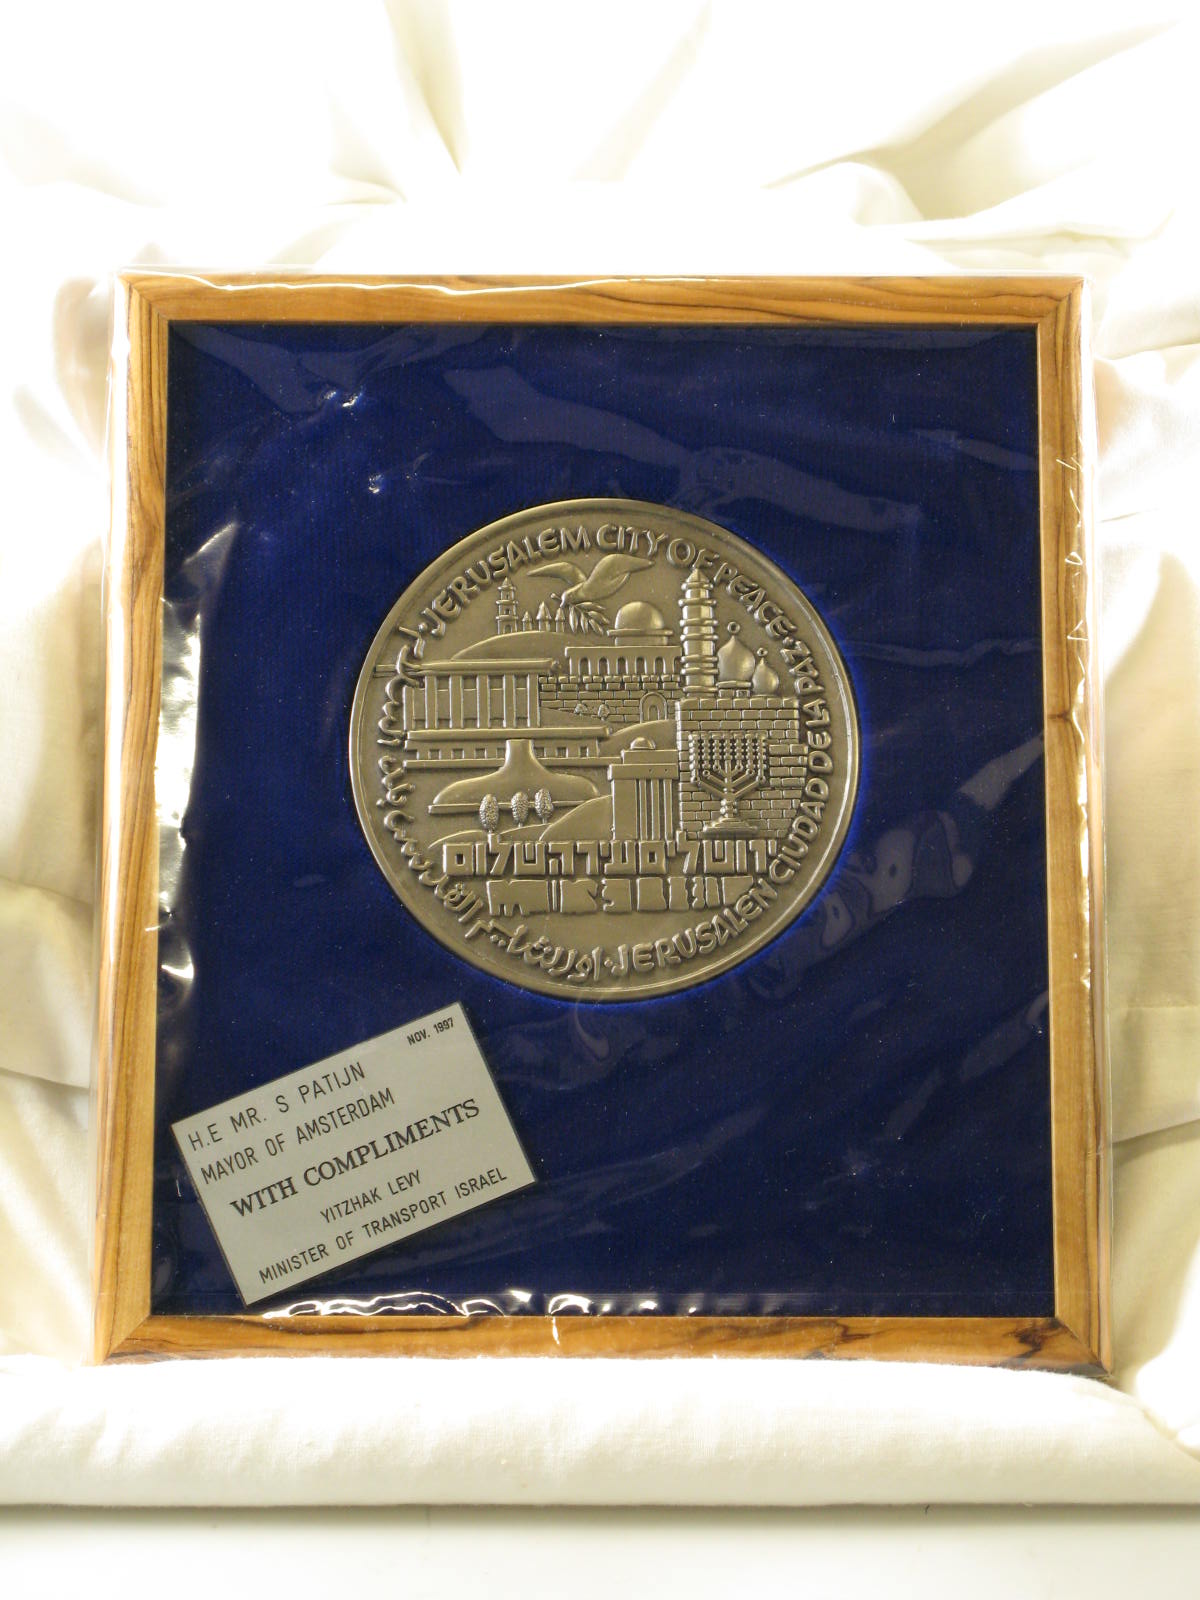 JERUSALEM CITY OF PEACE
JERUSALEN CIUDAD DE LA PAZ
ירושלים עיר השלום
NOV. 1997
H.E MR. S PATIJN
MAYOR OF AMSTERDAM
WITH COMPLIMENTS
YITZHAK LEVY
MINISTER OF TRANSPORT ISRAEL